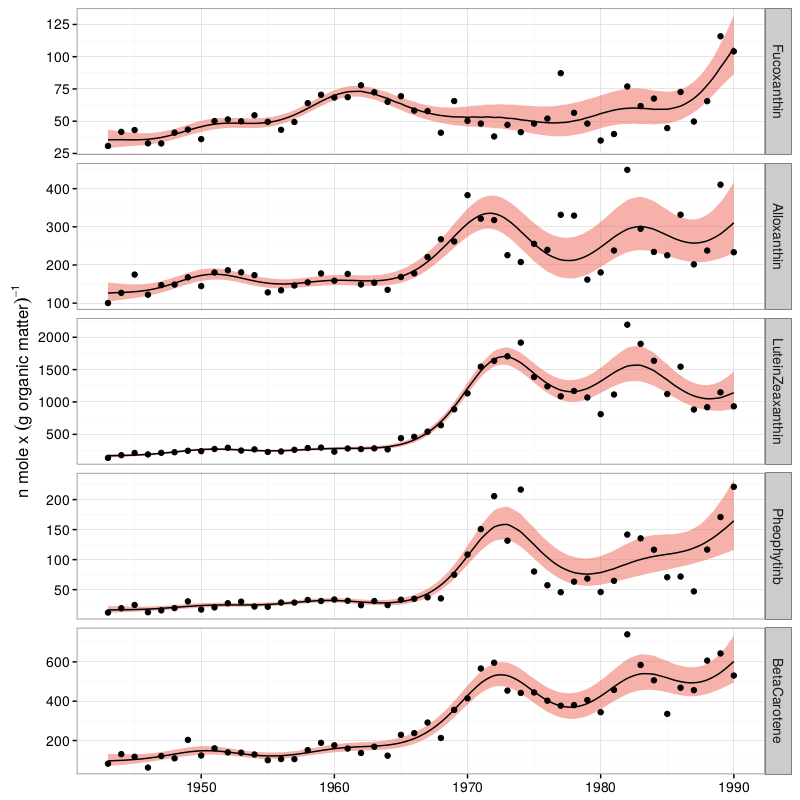 n mole x (g organic matter)⁻¹
125
100
75
50
25
Fucoxanthin
400
300
200
100
Alloxanthin
2000
1500
1000
500
LuteinZeaxanthin
200
150
100
50
Pheophytinb
600
400
200
BetaCarotene
1950 1960 1970 1980 1990